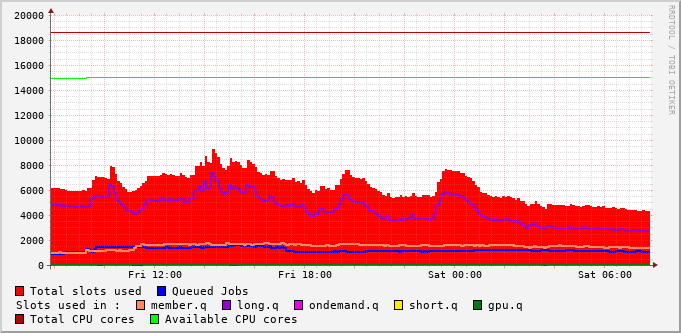 20000
18000
16000
14000
12000
10000
8000
6000
4000
2000
0
Fri 12:00 Fri 18:00 Sat 00:00 Sat 06:00
RRDTOOL / TOBI OETIKER
Total slots used Queued Jobs
Slots used in : member.q long.q ondemand.q short.q gpu.q
Total CPU cores Available CPU cores